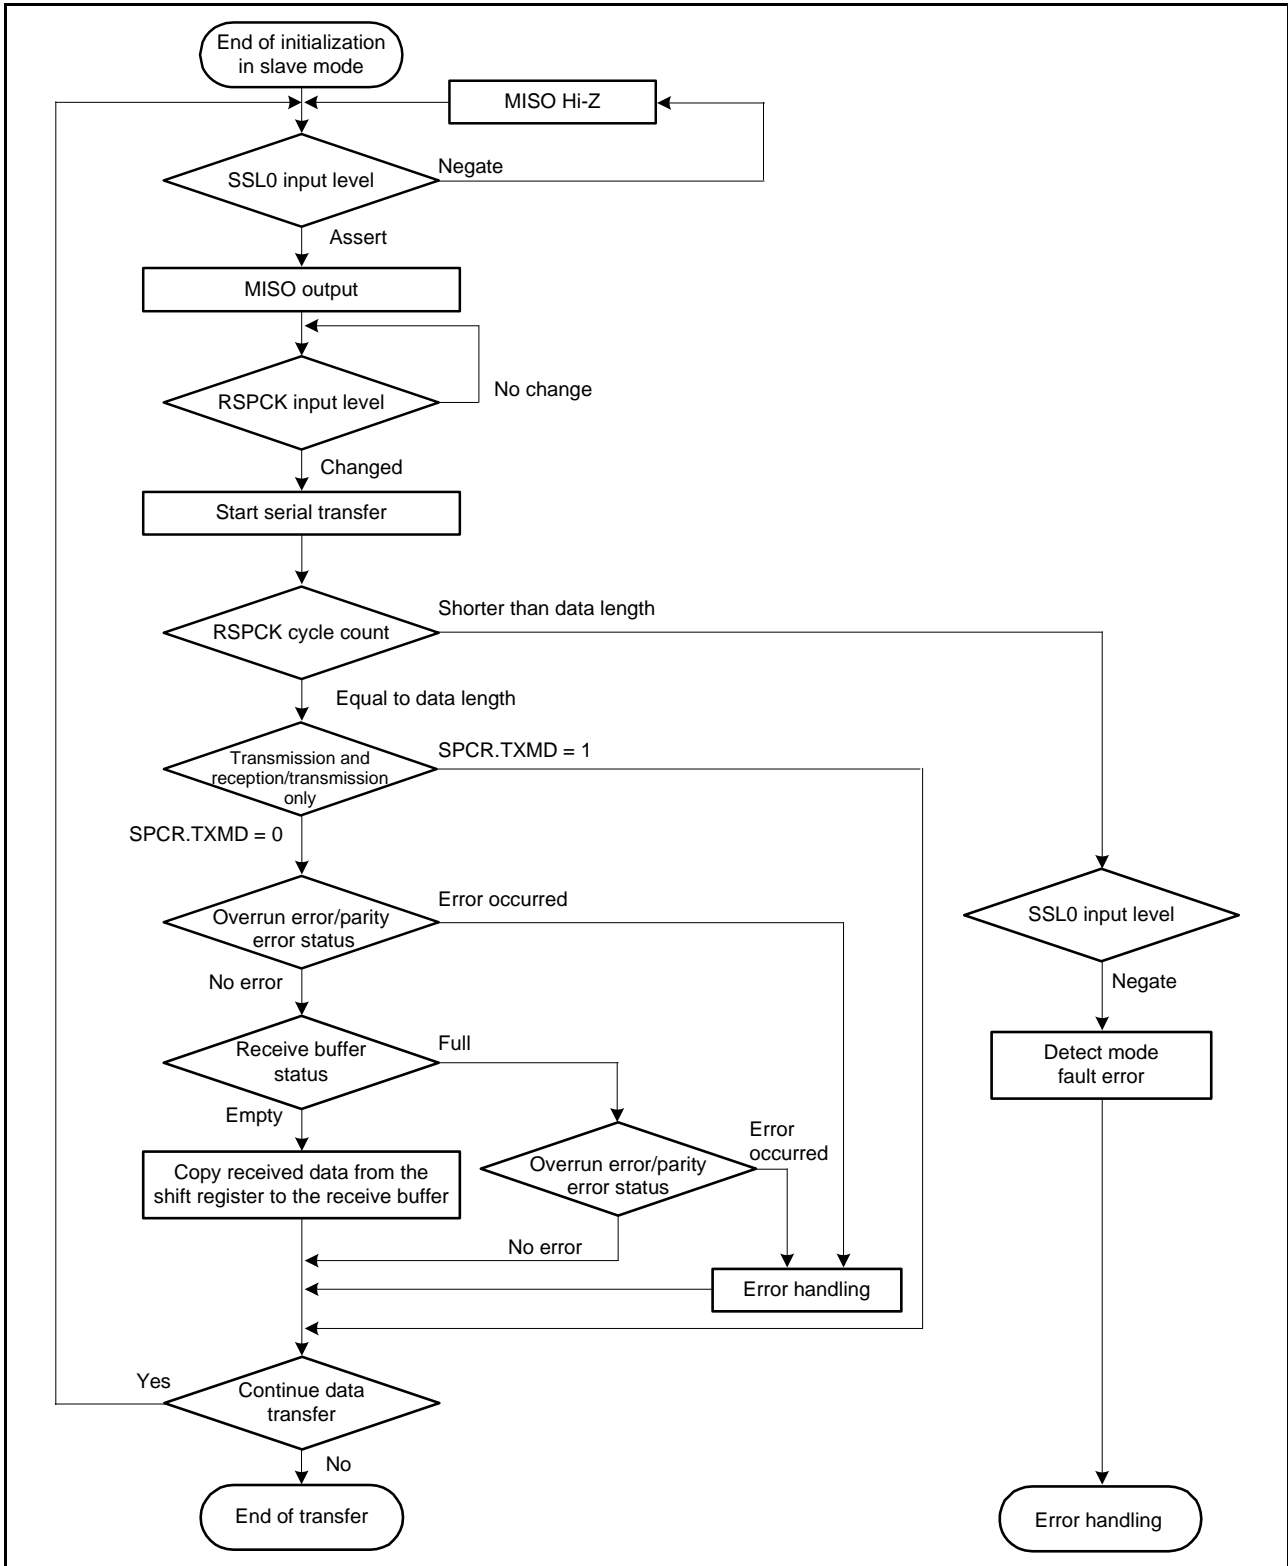 End of initialization
in slave mode
MISO Hi-Z
SSL0 input level
Negate
Assert
MISO output
RSPCK input level
No change
Changed
Start serial transfer
Shorter than data length
RSPCK cycle count
Equal to data length
SPCR.TXMD = 1
Transmission and
reception/transmission
only
SPCR.TXMD = 0
Error occurred
Overrun error/parity
error status
SSL0 input level
No error
Negate
Receive buffer
status
Full
Detect mode
fault error
Empty
Error
occurred
Copy received data from the
shift register to the receive buffer
Overrun error/parity
error status
No error
Error handling
Yes
Continue data
transfer
No
End of transfer
Error handling